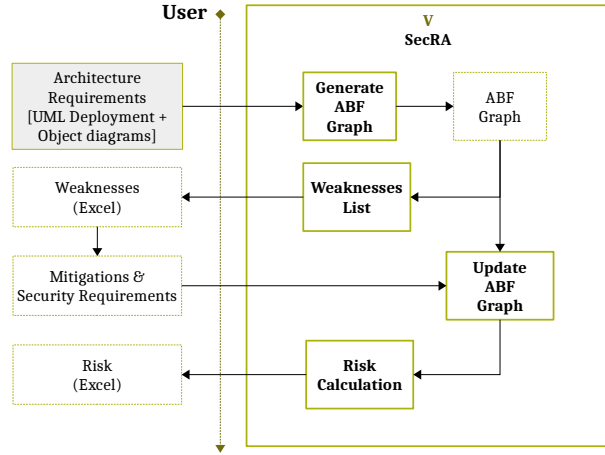 User
V
SecRA
Architecture
Requirements
[UML Deployment +
Object diagrams]
Generate
ABF
Graph
ABF
Graph
Weaknesses
(Excel)
Weaknesses
List
Mitigations &
Security Requirements
Update
ABF
Graph
Risk
(Excel)
Risk
Calculation